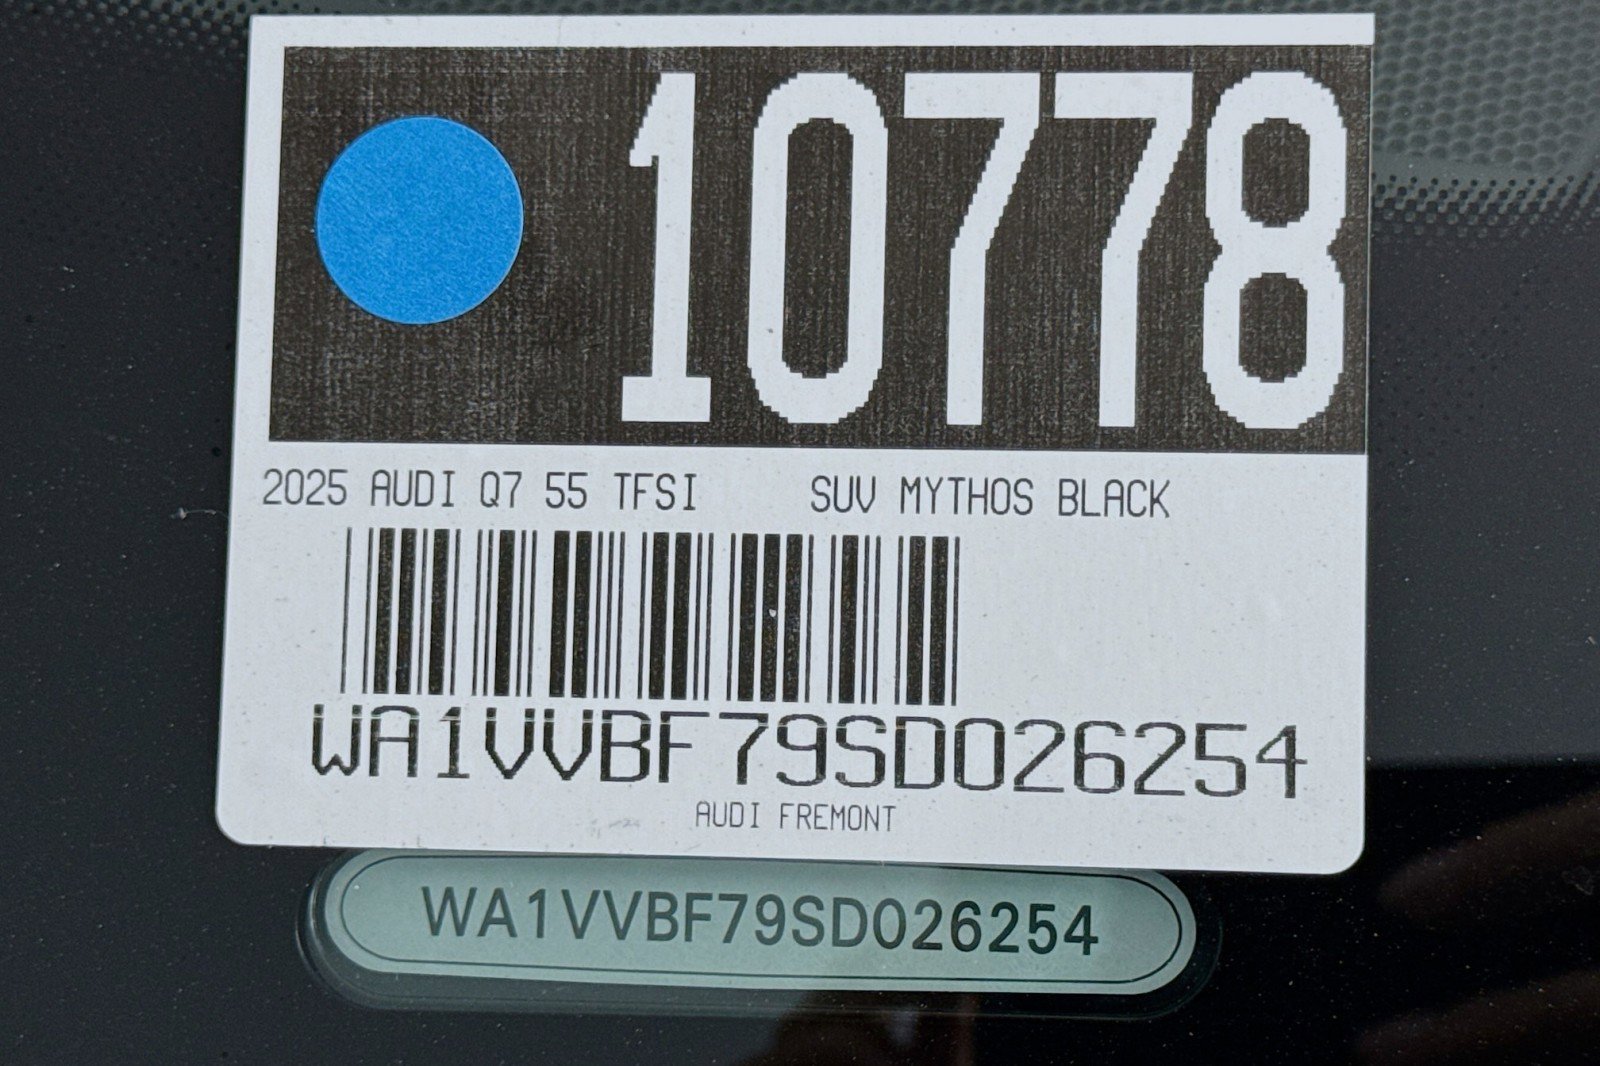 10778
2025 AUDI Q7 55 TFSI SUV MYTHOS BLACK
WA1VVBF79SD026254
AUDI FREMONT
WA1VVBF79SD026254